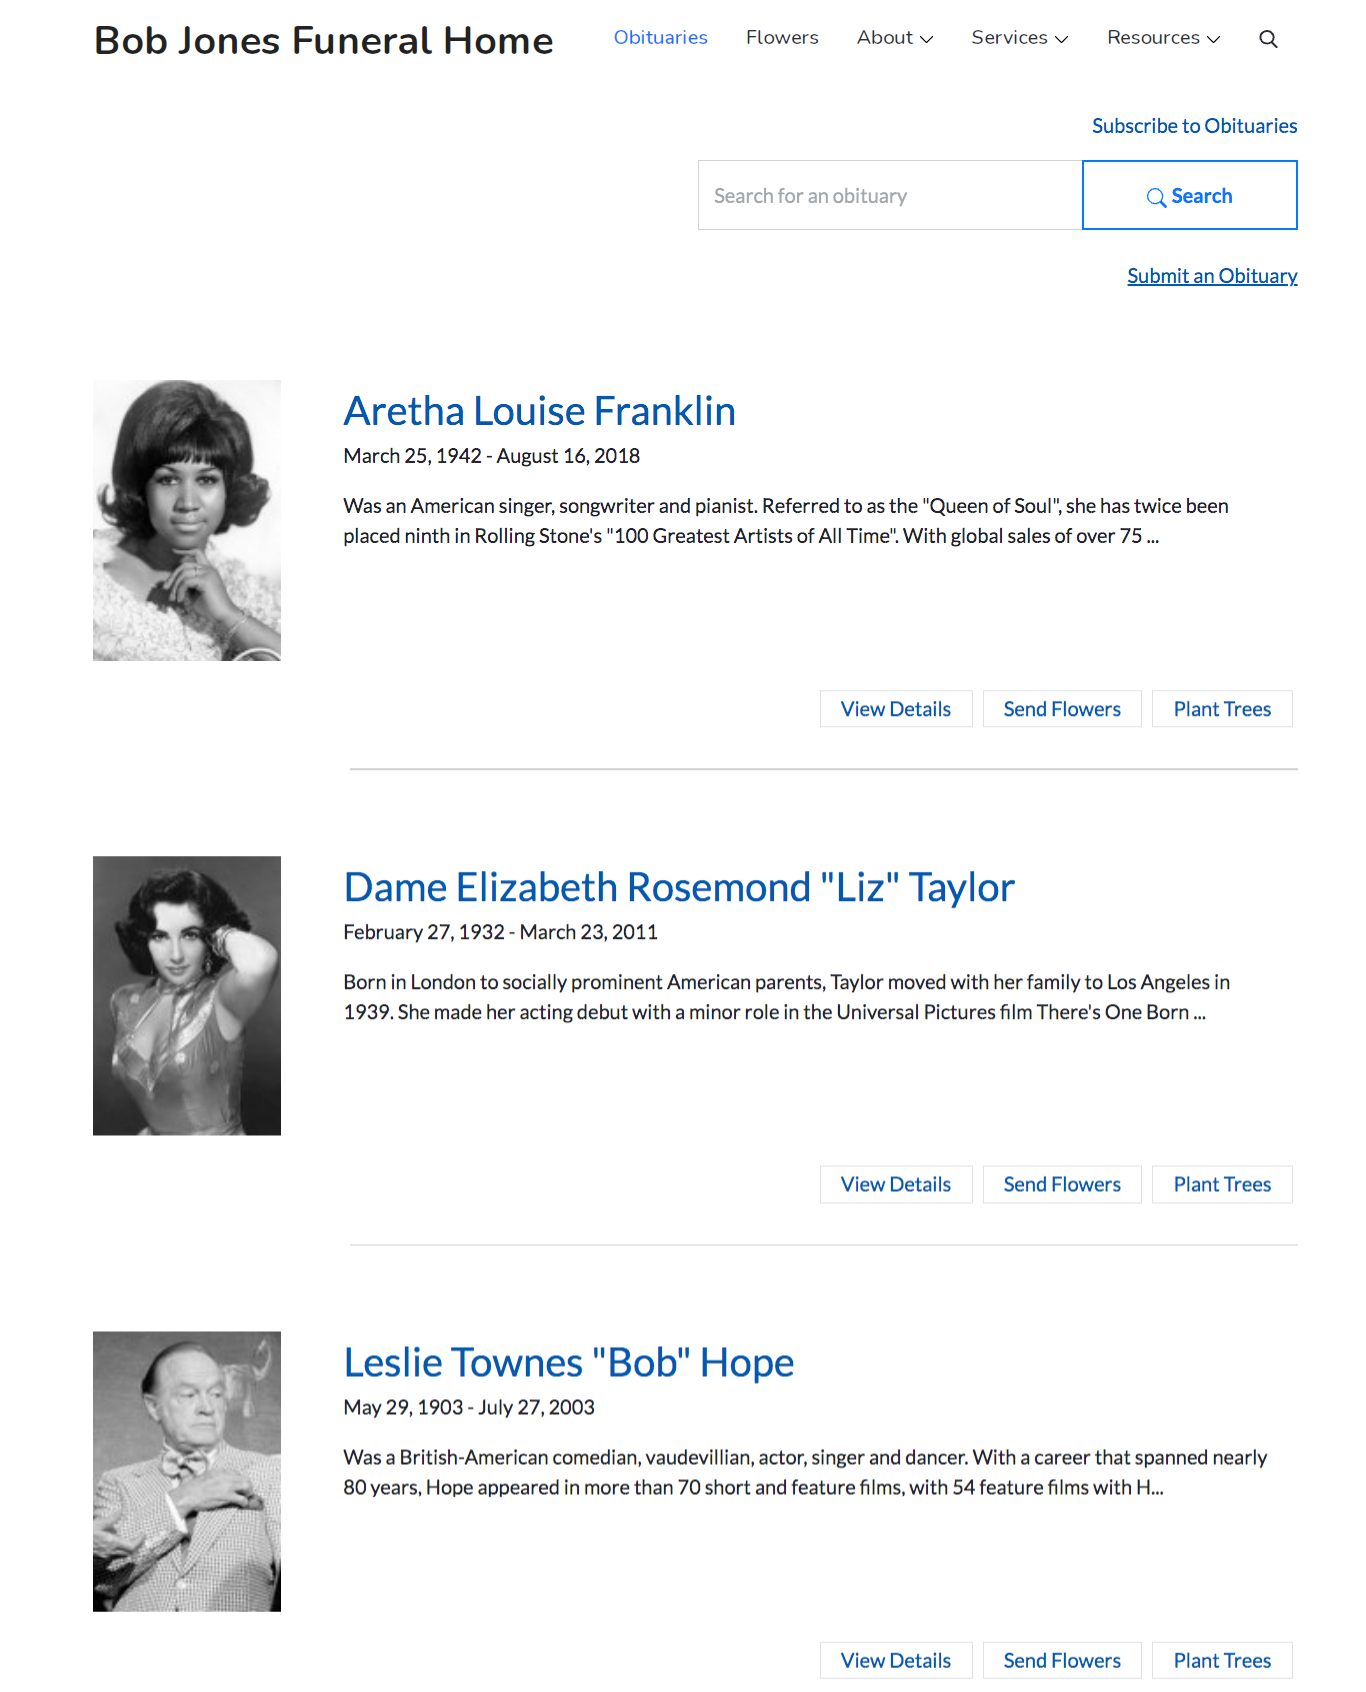 Bob Jones Funeral Home
Obituaries Flowers About Services Resources
Subscribe to Obituaries
Search for an obituary Search
Submit an Obituary
Aretha Louise Franklin
March 25, 1942 - August 16, 2018
Was an American singer, songwriter and pianist. Referred to as the "Queen of Soul", she has twice been
placed ninth in Rolling Stone's "100 Greatest Artists of All Time". With global sales of over 75 ...
View Details Send Flowers Plant Trees
Dame Elizabeth Rosemond "Liz" Taylor
February 27, 1932 - March 23, 2011
Born in London to socially prominent American parents, Taylor moved with her family to Los Angeles in
1939. She made her acting debut with a minor role in the Universal Pictures film There's One Born ...
View Details Send Flowers Plant Trees
Leslie Townes "Bob" Hope
May 29, 1903 - July 27, 2003
Was a British-American comedian, vaudevillian, actor, singer and dancer. With a career that spanned nearly
80 years, Hope appeared in more than 70 short and feature films, with 54 feature films with H...
View Details Send Flowers Plant Trees